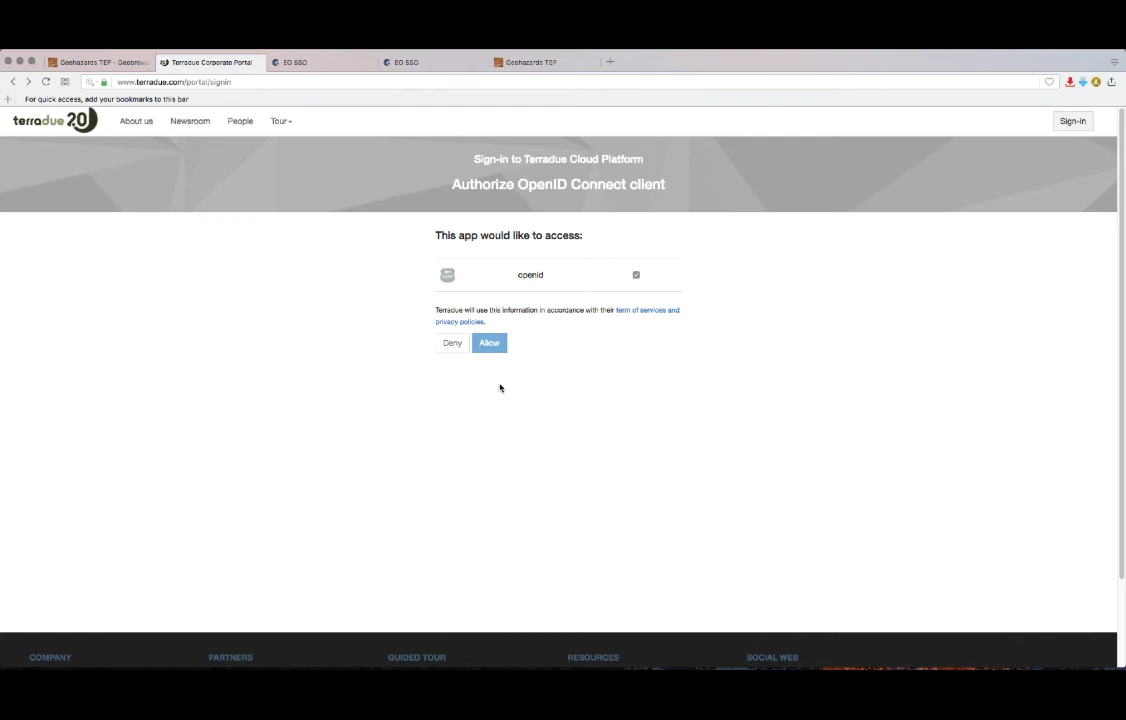 Geohazards TEP - Geobrows
Terradue Corporate Portal
EO SSO
EO SSO
Geohazards TEP
www.terradue.com/portal/signin
For quick access, add your bookmarks to this bar
terradue 2.0
About us
Newsroom
People
Tour
Sign-in
Sign-in to Terradue Cloud Platform
Authorize OpenID Connect client
This app would like to access:
openid
Terradue will use this information in accordance with their term of services and
privacy policies.
Deny
Allow
COMPANY
PARTNERS
GUIDED TOUR
RESOURCES
SOCIAL WEB